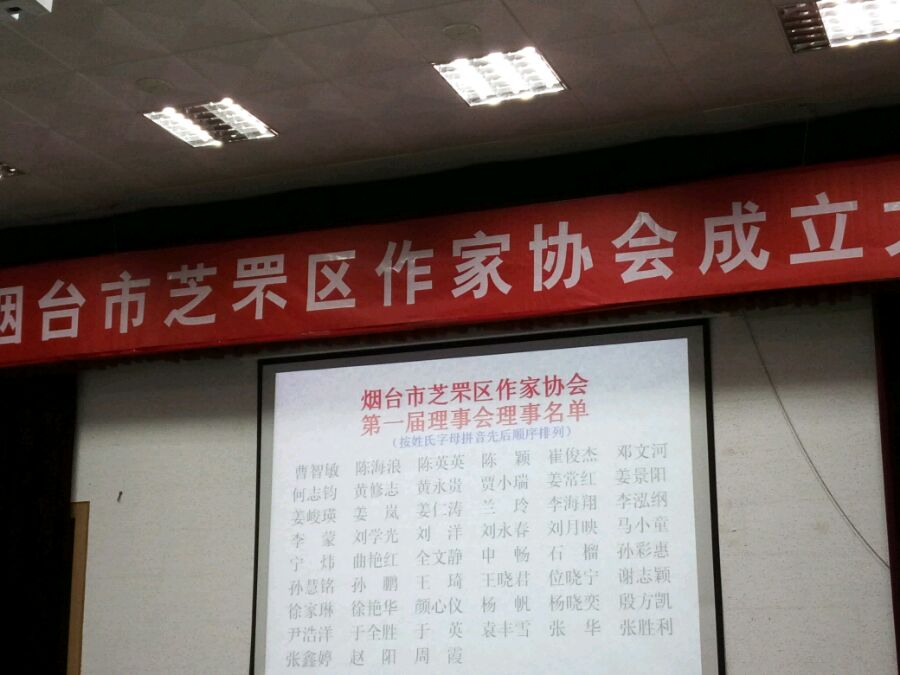 烟台市芝罘区作家协会成立
烟台市芝罘区作家协会
第一届理事会理事名单
（按姓氏字母拼音先后顺序排列）
曹智敏 陈海浪 陈英英 陈 颖 崔俊杰 邓文河
何志钧 黄修志 黄永贵 贾小瑞 姜常红 姜景阳
姜峻瑛 姜 岚 姜仁涛 兰 玲 李海翔 李泓纲
李 蒙 刘学光 刘 洋 刘永春 刘月映 马小童
宁 炜 曲艳红 全文静 申 畅 石 榴 孙彩惠
孙慧铭 孙 鹏 王 琦 王晓君 位晓宁 谢志颖
徐家琳 徐艳华 颜心仪 杨 帆 杨晓奕 殷方凯
尹浩洋 于全胜 于 英 袁丰雪 张 华 张胜利
张鑫婷 赵 阳 周 霞